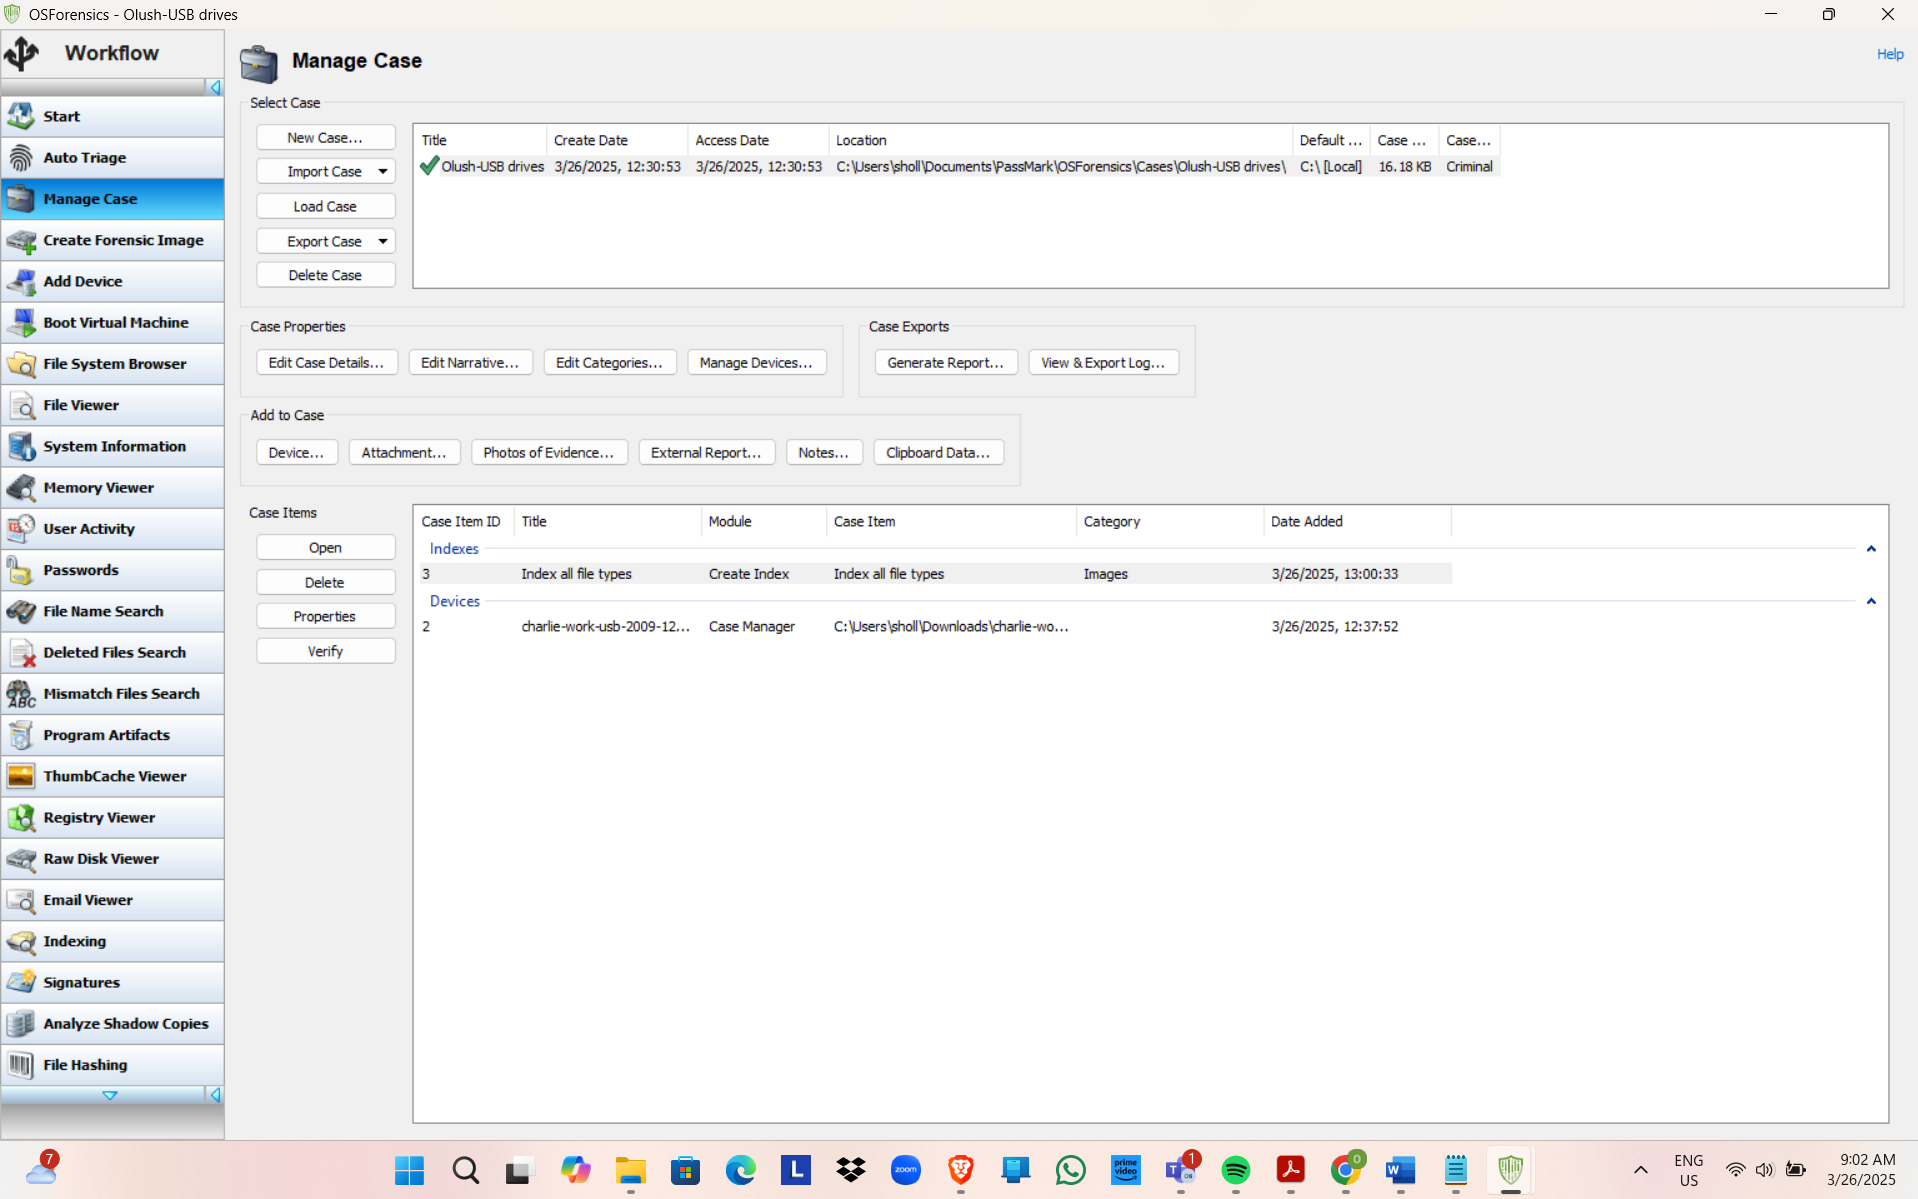 OSForensics - Olush-USB drives
Workflow
Start
Auto Triage
Manage Case
Create Forensic Image
Add Device
Boot Virtual Machine
File System Browser
File Viewer
System Information
Memory Viewer
User Activity
Passwords
File Name Search
Deleted Files Search
Mismatch Files Search
Program Artifacts
ThumbCache Viewer
Registry Viewer
Raw Disk Viewer
Email Viewer
Indexing
Signatures
Analyze Shadow Copies
File Hashing
Manage Case
Help
Select Case
New Case...
Import Case
Load Case
Export Case
Delete Case
Title Create Date Access Date Location Default ... Case ... Case...
Olush-USB drives 3/26/2025, 12:30:53 3/26/2025, 12:30:53 C:\Users\sholl\Documents\PassMark\OSForensics\Cases\Olush-USB drives\ C:\ [Local] 16.18 KB Criminal
Case Properties
Edit Case Details... Edit Narrative... Edit Categories... Manage Devices...
Case Exports
Generate Report... View & Export Log...
Add to Case
Device... Attachment... Photos of Evidence... External Report... Notes... Clipboard Data...
Case Items
Open
Delete
Properties
Verify
Case Item ID Title Module Case Item Category Date Added
Indexes
3 Index all file types Create Index Index all file types Images 3/26/2025, 13:00:33
Devices
2 charlie-work-usb-2009-12... Case Manager C:\Users\sholl\Downloads\charlie-wo... 3/26/2025, 12:37:52
ABC
7
L
zoom
prime video
T
1
0
W
ENG
US
9:02 AM
3/26/2025